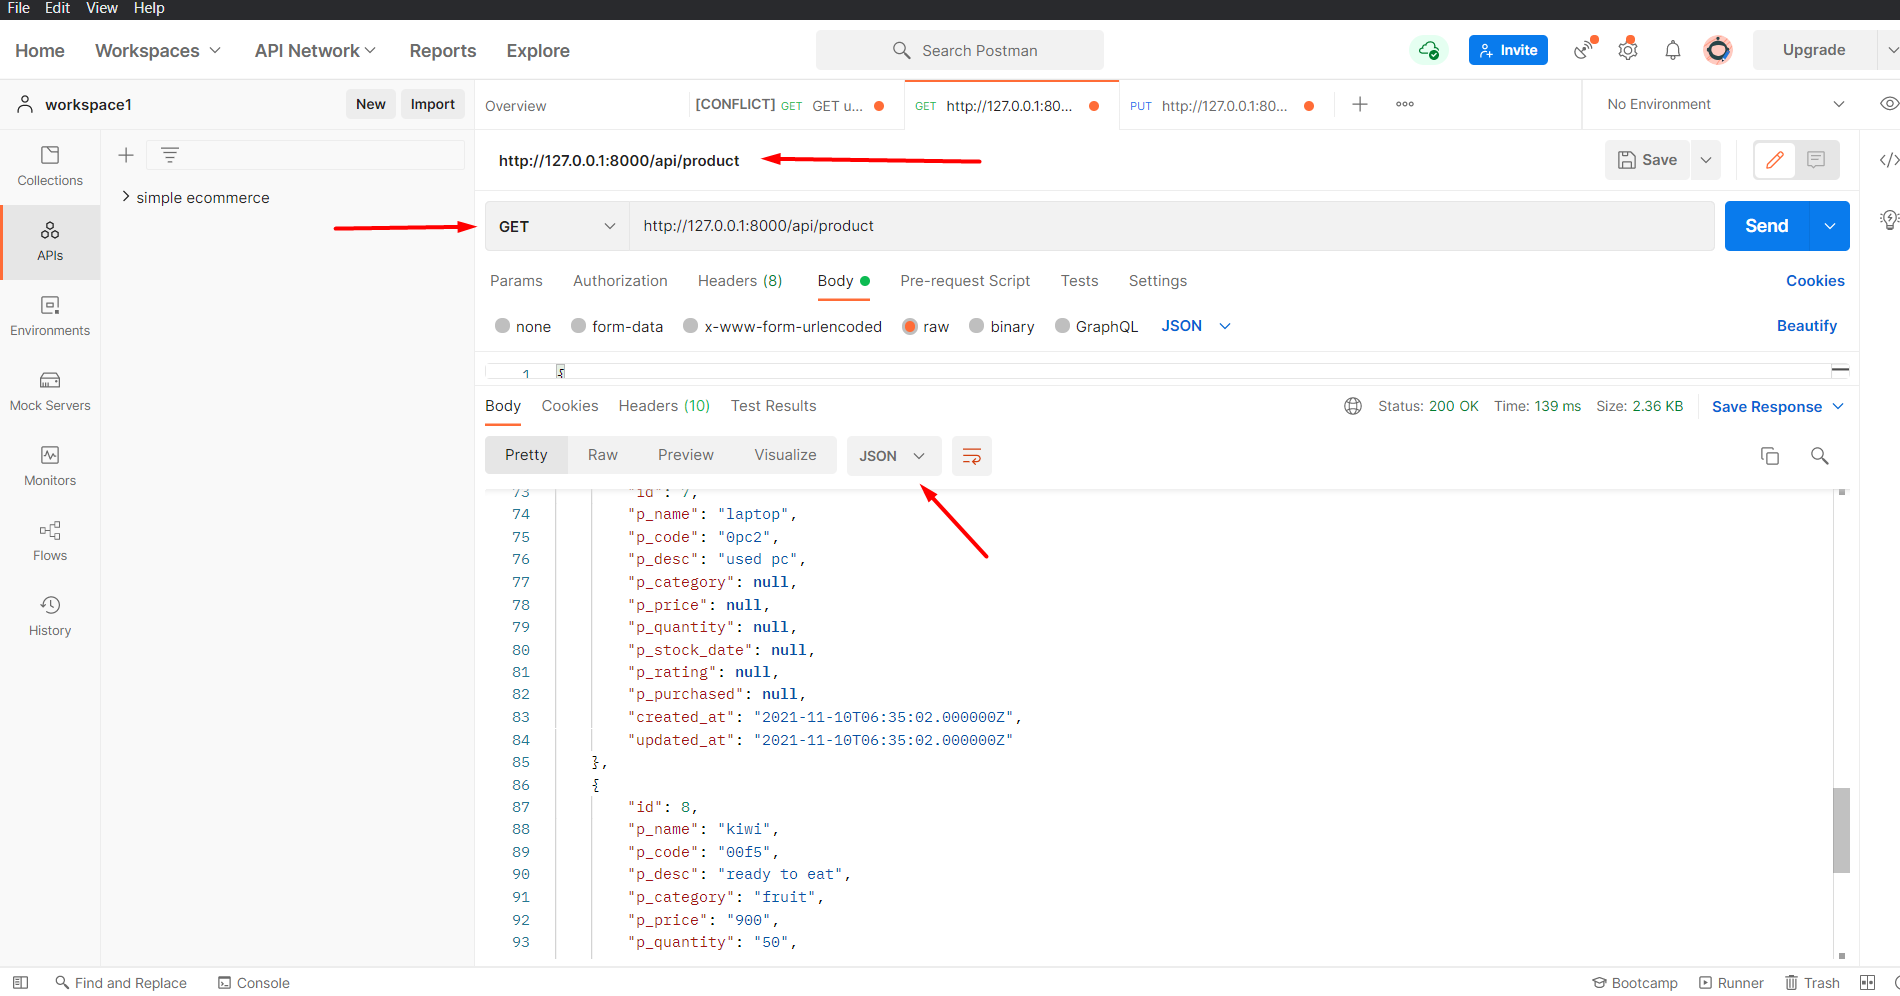 File Edit View Help
Home Workspaces API Network Reports Explore Search Postman Invite Upgrade
workspace1 New Import
Overview [CONFLICT] GET GET u... GET http://127.0.0.1:80... PUT http://127.0.0.1:80... No Environment
http://127.0.0.1:8000/api/product Save
Collections
simple ecommerce
GET http://127.0.0.1:8000/api/product Send
APIs
Params Authorization Headers (8) Body Pre-request Script Tests Settings Cookies
none form-data x-www-form-urlencoded raw binary GraphQL JSON Beautify
Environments
1 {
Mock Servers
Body Cookies Headers (10) Test Results Status: 200 OK Time: 139 ms Size: 2.36 KB Save Response
Pretty Raw Preview Visualize JSON
Monitors
Flows
History
73 "id": 7,
74 "p_name": "laptop",
75 "p_code": "0pc2",
76 "p_desc": "used pc",
77 "p_category": null,
78 "p_price": null,
79 "p_quantity": null,
80 "p_stock_date": null,
81 "p_rating": null,
82 "p_purchased": null,
83 "created_at": "2021-11-10T06:35:02.000000Z",
84 "updated_at": "2021-11-10T06:35:02.000000Z"
85 },
86 {
87 "id": 8,
88 "p_name": "kiwi",
89 "p_code": "00f5",
90 "p_desc": "ready to eat",
91 "p_category": "fruit",
92 "p_price": "900",
93 "p_quantity": "50",
Find and Replace Console Bootcamp Runner Trash